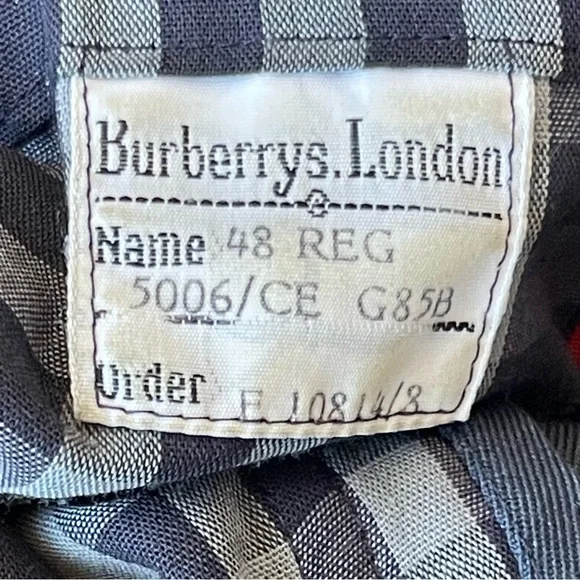 Burberrys.London
Name 48 REG
5006/CE G85B
Order E 10814/8